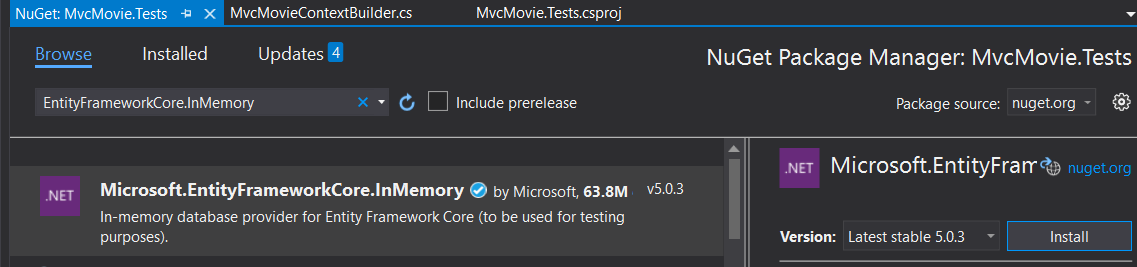 NuGet: MvcMovie.Tests MvcMovieContextBuilder.cs MvcMovie.Tests.csproj
Browse Installed Updates 4 NuGet Package Manager: MvcMovie.Tests
EntityFrameworkCore.InMemory Include prerelease Package source: nuget.org
.NET Microsoft.EntityFrameworkCore.InMemory by Microsoft, 63.8M v5.0.3
In-memory database provider for Entity Framework Core (to be used for testing
purposes).
.NET Microsoft.EntityFram nuget.org
Version: Latest stable 5.0.3 Install